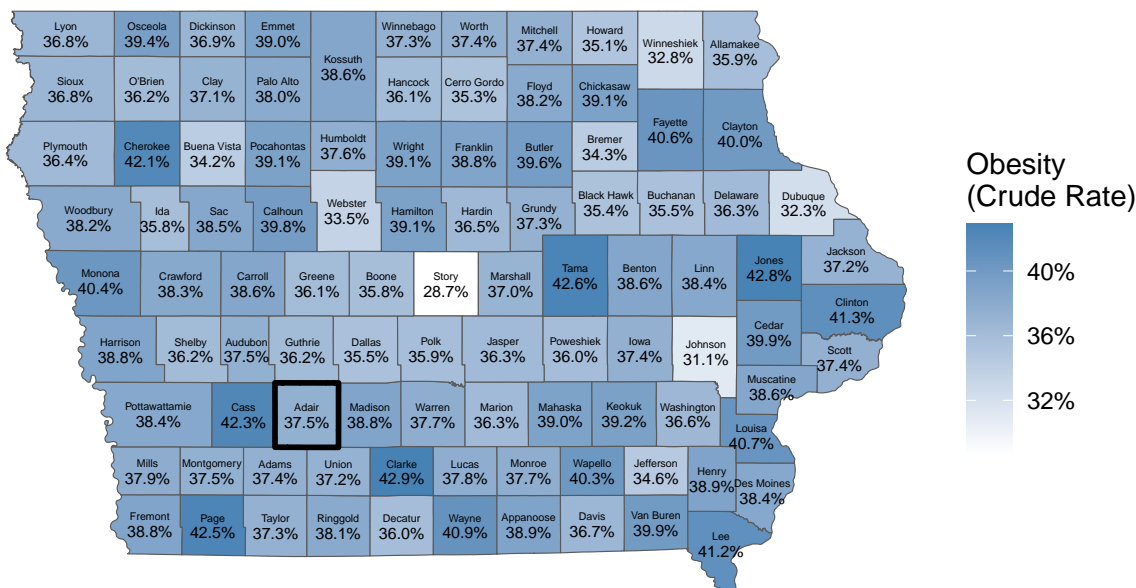 Lyon
36.8%
Osceola
39.4%
Dickinson
36.9%
Emmet
39.0%
Kossuth
38.6%
Winnebago
37.3%
Worth
37.4%
Mitchell
37.4%
Howard
35.1%
Winneshiek
32.8%
Allamakee
35.9%
Sioux
36.8%
O'Brien
36.2%
Clay
37.1%
Palo Alto
38.0%
Hancock
36.1%
Cerro Gordo
35.3%
Floyd
38.2%
Chickasaw
39.1%
Fayette
40.6%
Clayton
40.0%
Plymouth
36.4%
Cherokee
42.1%
Buena Vista
34.2%
Pocahontas
39.1%
Humboldt
37.6%
Wright
39.1%
Franklin
38.8%
Butler
39.6%
Bremer
34.3%
Woodbury
38.2%
Ida
35.8%
Sac
38.5%
Calhoun
39.8%
Webster
33.5%
Hamilton
39.1%
Hardin
36.5%
Grundy
37.3%
Black Hawk
35.4%
Buchanan
35.5%
Delaware
36.3%
Dubuque
32.3%
Monona
40.4%
Crawford
38.3%
Carroll
38.6%
Greene
36.1%
Boone
35.8%
Story
28.7%
Marshall
37.0%
Tama
42.6%
Benton
38.6%
Linn
38.4%
Jones
42.8%
Jackson
37.2%
Clinton
41.3%
Harrison
38.8%
Shelby
36.2%
Audubon
37.5%
Guthrie
36.2%
Dallas
35.5%
Polk
35.9%
Jasper
36.3%
Poweshiek
36.0%
Iowa
37.4%
Johnson
31.1%
Cedar
39.9%
Scott
37.4%
Muscatine
38.6%
Pottawattamie
38.4%
Cass
42.3%
Adair
37.5%
Madison
38.8%
Warren
37.7%
Marion
36.3%
Mahaska
39.0%
Keokuk
39.2%
Washington
36.6%
Louisa
40.7%
Mills
37.9%
Montgomery
37.5%
Adams
37.4%
Union
37.2%
Clarke
42.9%
Lucas
37.8%
Monroe
37.7%
Wapello
40.3%
Jefferson
34.6%
Henry
38.9%
Des Moines
38.4%
Fremont
38.8%
Page
42.5%
Taylor
37.3%
Ringgold
38.1%
Decatur
36.0%
Wayne
40.9%
Appanoose
38.9%
Davis
36.7%
Van Buren
39.9%
Lee
41.2%
Obesity
(Crude Rate)
40%
36%
32%